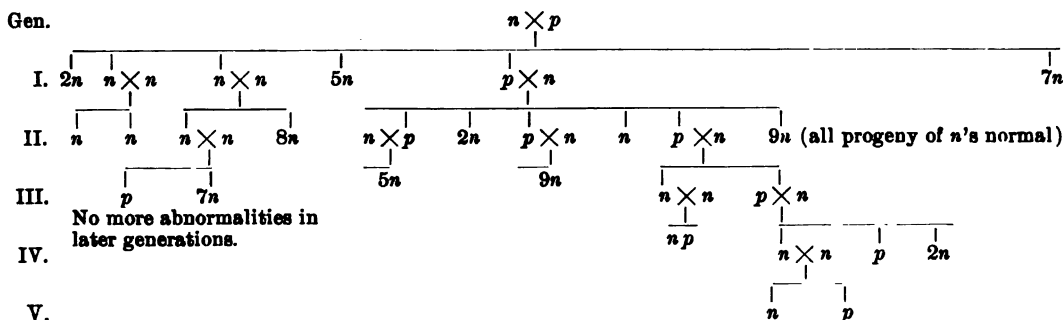 Gen. n × p
I. 2n n × n n × n 5n p × n 7n
II. n n n × n 8n n × p 2n p × n n p × n 9n (all progeny of n's normal)
5n 9n
III. p 7n n × n p × n
No more abnormalities in
later generations.
n p
IV. n × n p 2n
V. n p